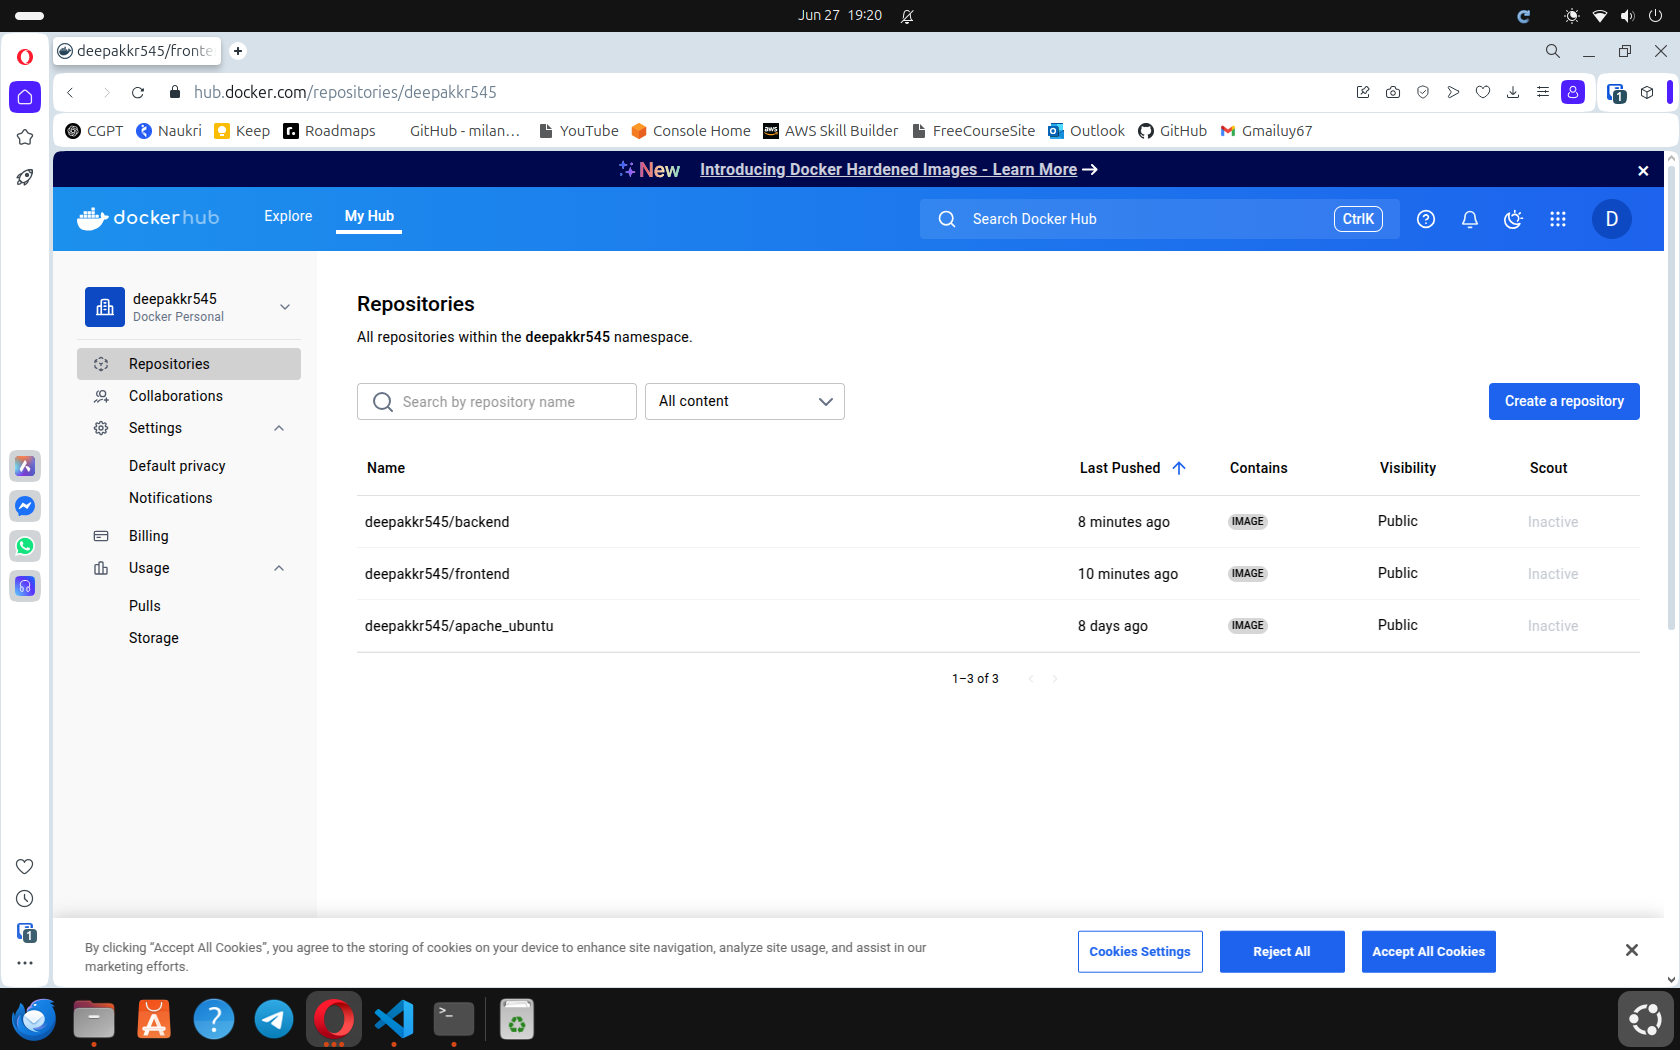 Jun 27 19:20
deepakkr545/fronte
hub.docker.com/repositories/deepakkr545
1
CGPT Naukri Keep Roadmaps GitHub - milan... YouTube Console Home AWS Skill Builder FreeCourseSite Outlook GitHub Gmailuy67
New Introducing Docker Hardened Images - Learn More →
dockerhub Explore My Hub Search Docker Hub CtrlK D
deepakkr545
Docker Personal
Repositories
Collaborations
Settings
Default privacy
Notifications
Billing
Usage
Pulls
Storage
Repositories
All repositories within the deepakkr545 namespace.
Search by repository name All content Create a repository
Name Last Pushed Contains Visibility Scout
deepakkr545/backend 8 minutes ago IMAGE Public Inactive
deepakkr545/frontend 10 minutes ago IMAGE Public Inactive
deepakkr545/apache_ubuntu 8 days ago IMAGE Public Inactive
1–3 of 3
1
By clicking “Accept All Cookies”, you agree to the storing of cookies on your device to enhance site navigation, analyze site usage, and assist in our
marketing efforts.
Cookies Settings Reject All Accept All Cookies